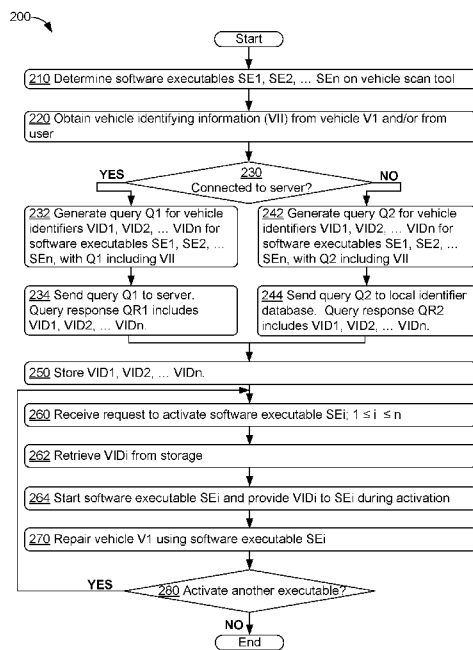 200
Start
210 Determine software executables SE1, SE2, ... SEn on vehicle scan tool
220 Obtain vehicle identifying information (VII) from vehicle V1 and/or from
user
230
Connected to server?
YES
NO
232 Generate query Q1 for vehicle
identifiers VID1, VID2, ... VIDn for
software executables SE1, SE2, ...
SEn, with Q1 including VII
242 Generate query Q2 for vehicle
identifiers VID1, VID2, ... VIDn for
software executables SE1, SE2, ...
SEn, with Q2 including VII
234 Send query Q1 to server.
Query response QR1 includes
VID1, VID2, ... VIDn.
244 Send query Q2 to local identifier
database. Query response QR2
includes VID1, VID2, ... VIDn.
250 Store VID1, VID2, ... VIDn.
260 Receive request to activate software executable SEi; 1 ≤ i ≤ n
262 Retrieve VIDi from storage
264 Start software executable SEi and provide VIDi to SEi during activation
270 Repair vehicle V1 using software executable SEi
YES
280 Activate another executable?
NO
End